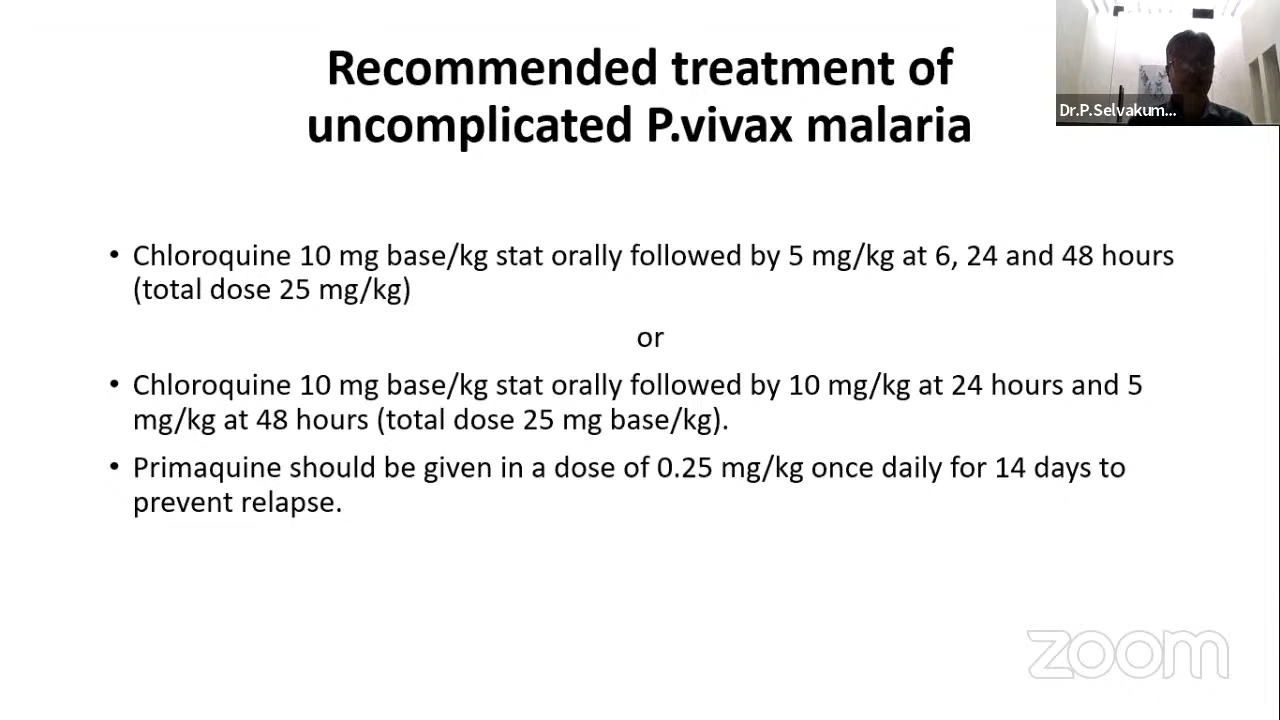 Recommended treatment of
uncomplicated P.vivax malaria
Dr.P.Selvakum...
• Chloroquine 10 mg base/kg stat orally followed by 5 mg/kg at 6, 24 and 48 hours
(total dose 25 mg/kg)
or
• Chloroquine 10 mg base/kg stat orally followed by 10 mg/kg at 24 hours and 5
mg/kg at 48 hours (total dose 25 mg base/kg).
• Primaquine should be given in a dose of 0.25 mg/kg once daily for 14 days to
prevent relapse.
zoom